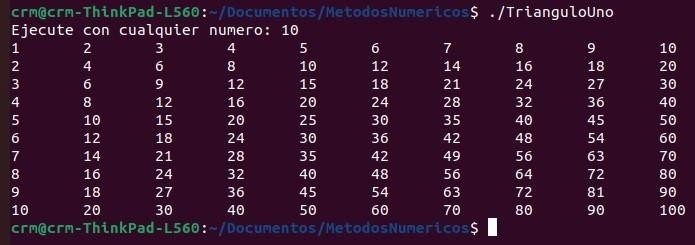 crm@crm-ThinkPad-L560:~/Documentos/MetodosNumericos$ ./TrianguloUno
Ejecute con cualquier numero: 10
1 2 3 4 5 6 7 8 9 10
2 4 6 8 10 12 14 16 18 20
3 6 9 12 15 18 21 24 27 30
4 8 12 16 20 24 28 32 36 40
5 10 15 20 25 30 35 40 45 50
6 12 18 24 30 36 42 48 54 60
7 14 21 28 35 42 49 56 63 70
8 16 24 32 40 48 56 64 72 80
9 18 27 36 45 54 63 72 81 90
10 20 30 40 50 60 70 80 90 100
crm@crm-ThinkPad-L560:~/Documentos/MetodosNumericos$